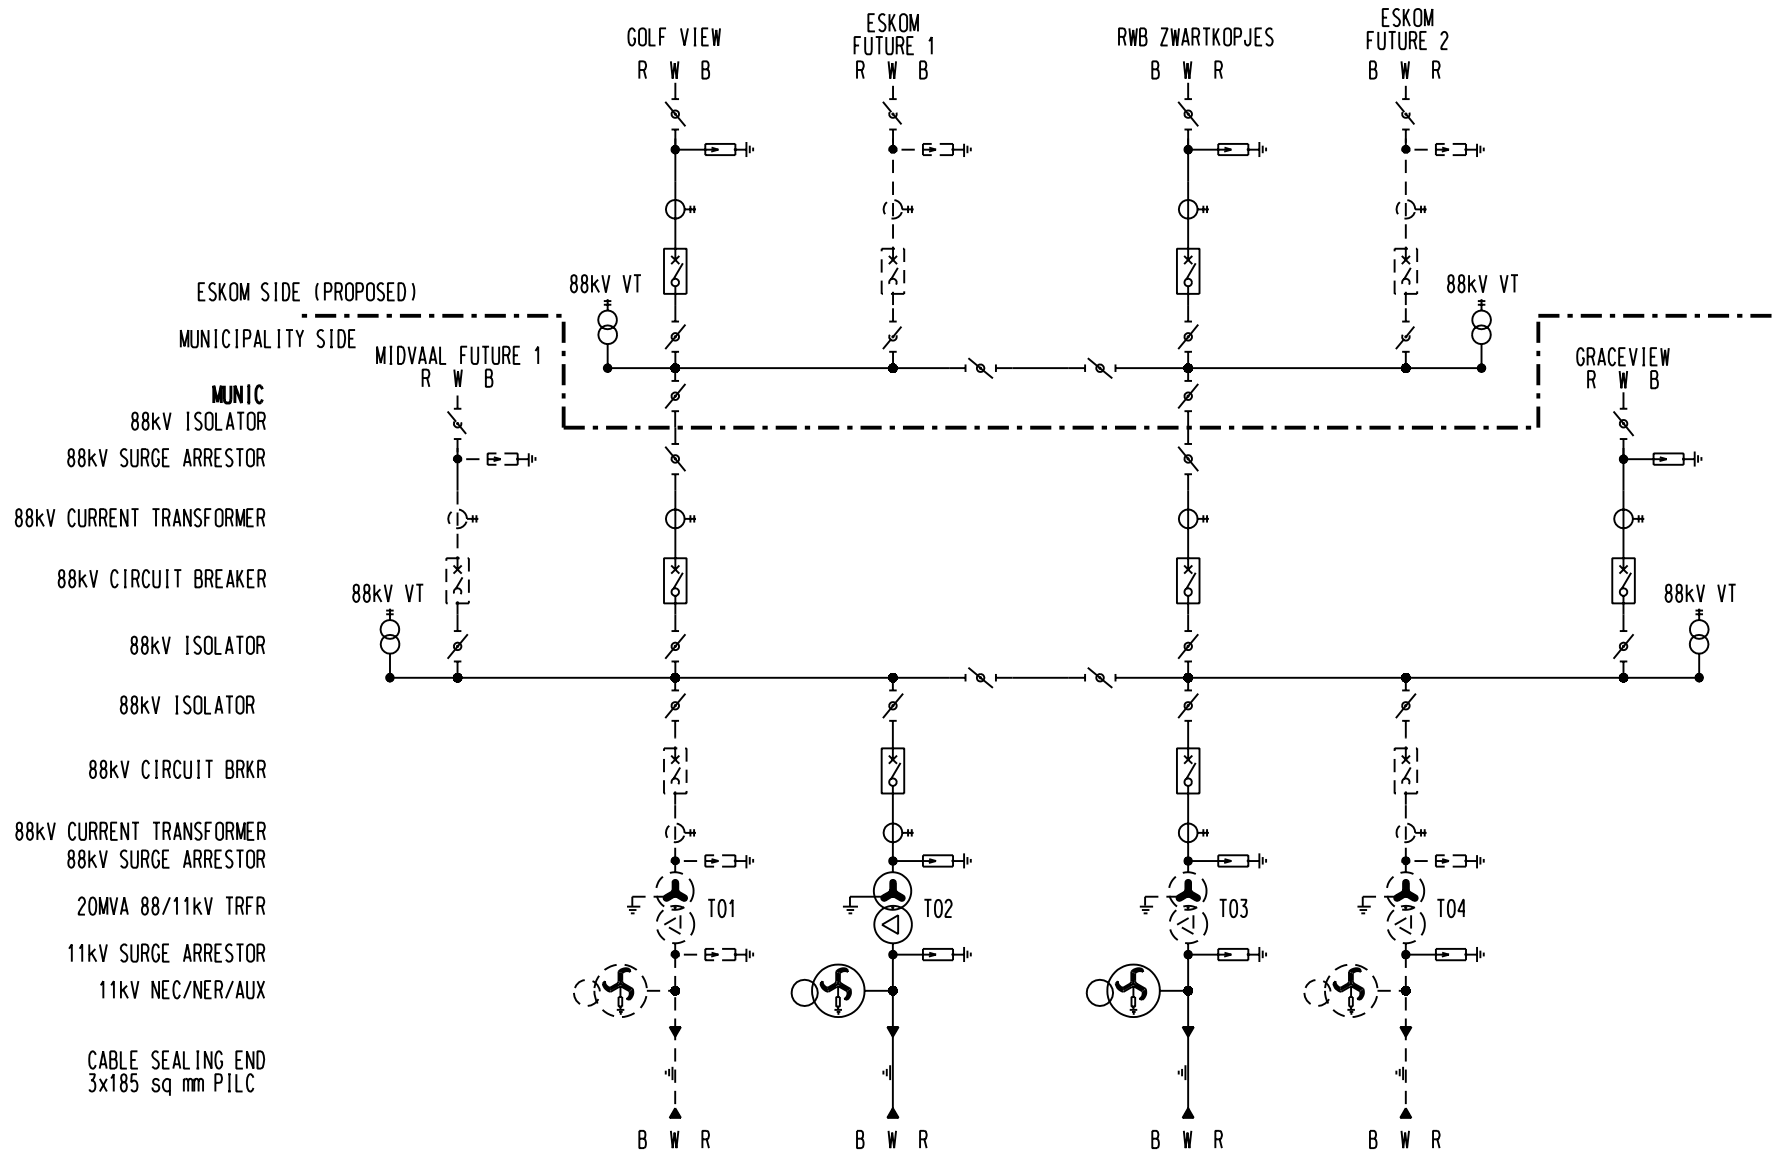 GOLF VIEW
R W B
ESKOM
FUTURE 1
R W B
RWB ZWARTKOPJES
B W R
ESKOM
FUTURE 2
B W R
88kV VT
88kV VT
ESKOM SIDE (PROPOSED)
MUNICIPALITY SIDE
MIDVAAL FUTURE 1
R W B
GRACEVIEW
R W B
MUNIC
88kV ISOLATOR
88kV SURGE ARRESTOR
88kV CURRENT TRANSFORMER
88kV CIRCUIT BREAKER
88kV VT
88kV VT
88kV ISOLATOR
88kV ISOLATOR
88kV CIRCUIT BRKR
88kV CURRENT TRANSFORMER
88kV SURGE ARRESTOR
20MVA 88/11kV TRFR
T01
T02
T03
T04
11kV SURGE ARRESTOR
11kV NEC/NER/AUX
CABLE SEALING END
3x185 sq mm PILC
B W R
B W R
B W R
B W R